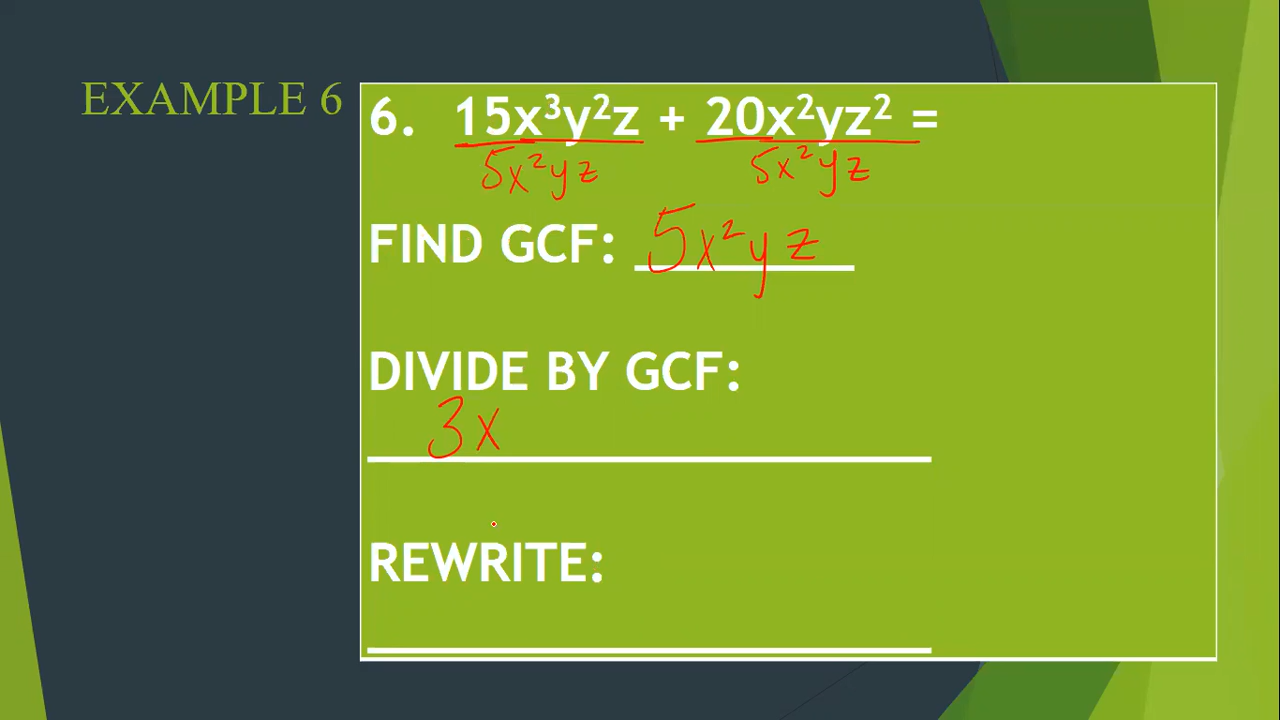 EXAMPLE 6
6. 15x³y²z + 20x²yz² =
5x²yz 5x²yz
FIND GCF: 5x²yz
DIVIDE BY GCF:
3x
REWRITE: